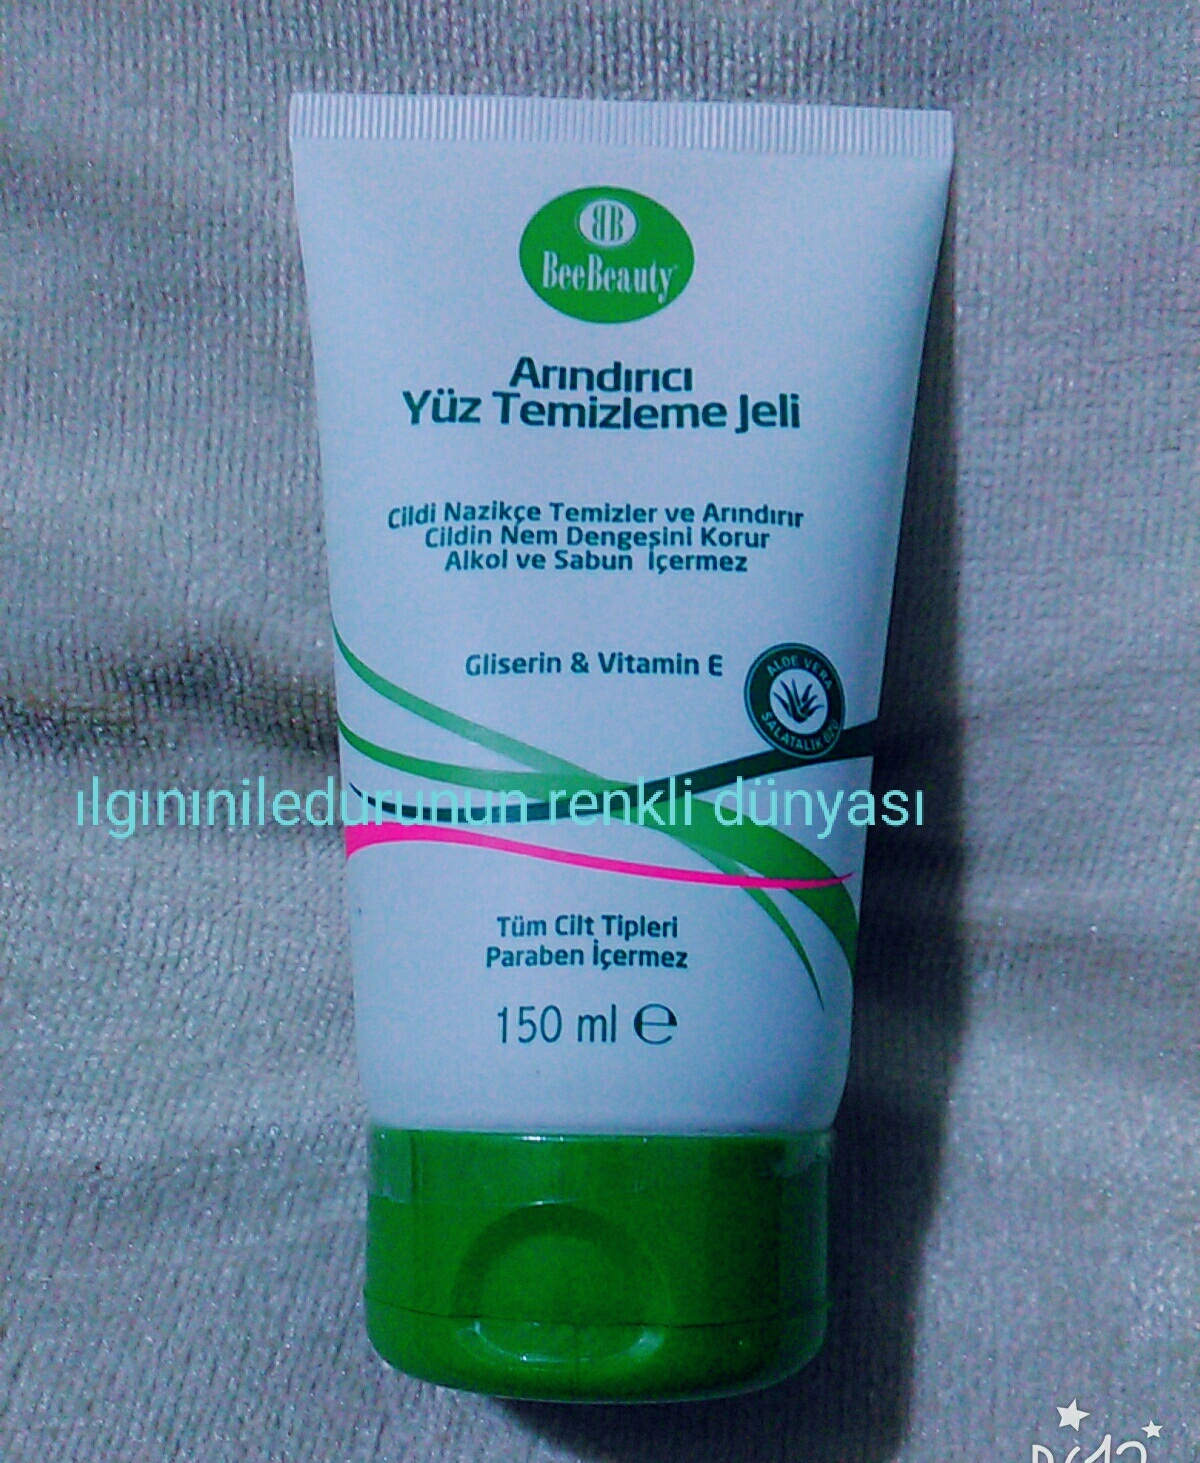 BB
BeeBeauty
Arındırıcı
Yüz Temizleme Jeli
Cildi Nazikçe Temizler ve Arındırır
Cildin Nem Dengesini Korur
Alkol ve Sabun İçermez
Gliserin & Vitamin E
ALOE VERA
SALATALIK ÖZÜ
ılgınıniledurunun renkli dünyası
Tüm Cilt Tipleri
Paraben İçermez
150 ml e